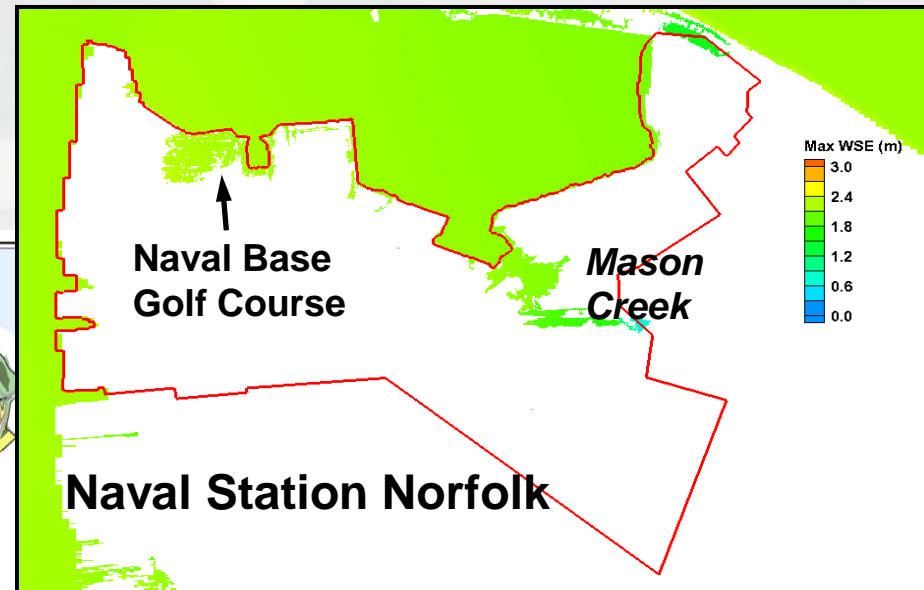 Max WSE (m)
3.0
2.4
1.8
1.2
0.6
0.0
Naval Base
Golf Course
Mason
Creek
Naval Station Norfolk